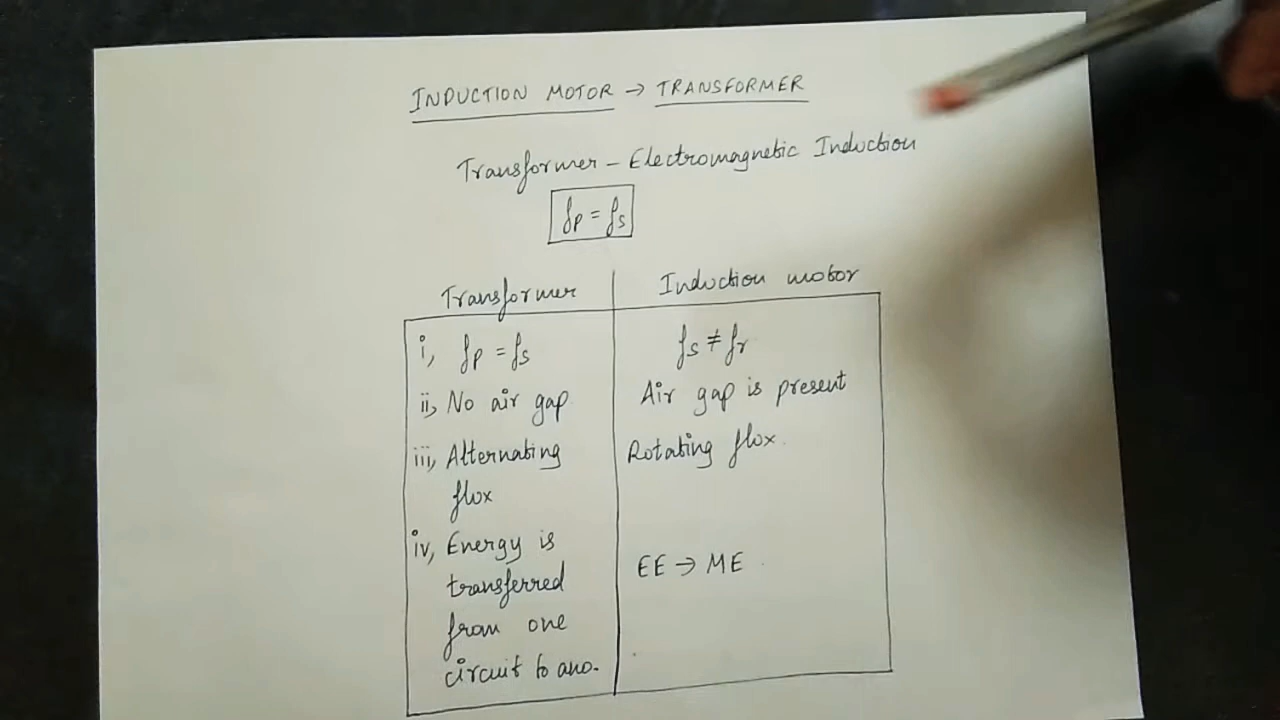 INDUCTION MOTOR → TRANSFORMER
Transformer - Electromagnetic Induction
fp = fs
Transformer
Induction motor
i, fp = fs
fs ≠ fr
ii, No air gap
Air gap is present
iii, Alternating
flux
Rotating flux.
iv, Energy is
transferred
from one
circuit to ano.
EE → ME